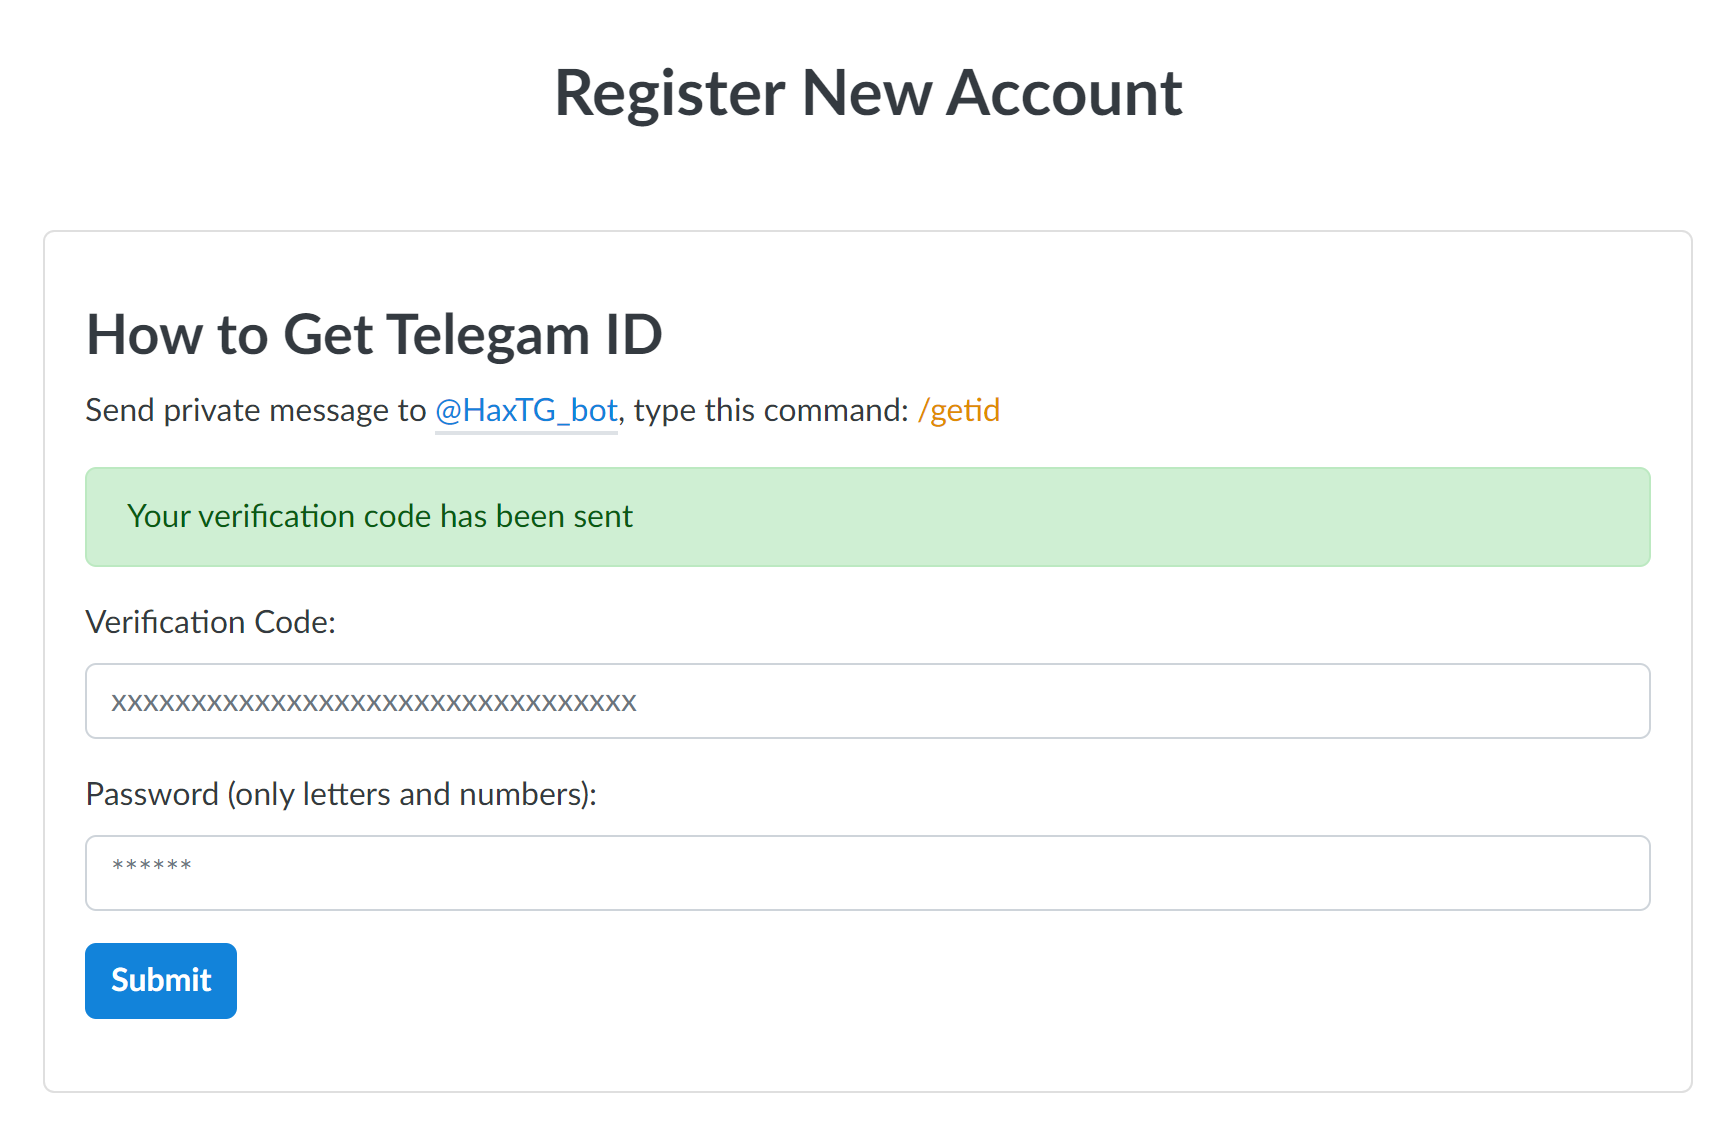 Register New Account
How to Get Telegam ID
Send private message to @HaxTG_bot, type this command: /getid
Your verification code has been sent
Verification Code:
xxxxxxxxxxxxxxxxxxxxxxxxxxxxxxxxx
Password (only letters and numbers):
******
Submit